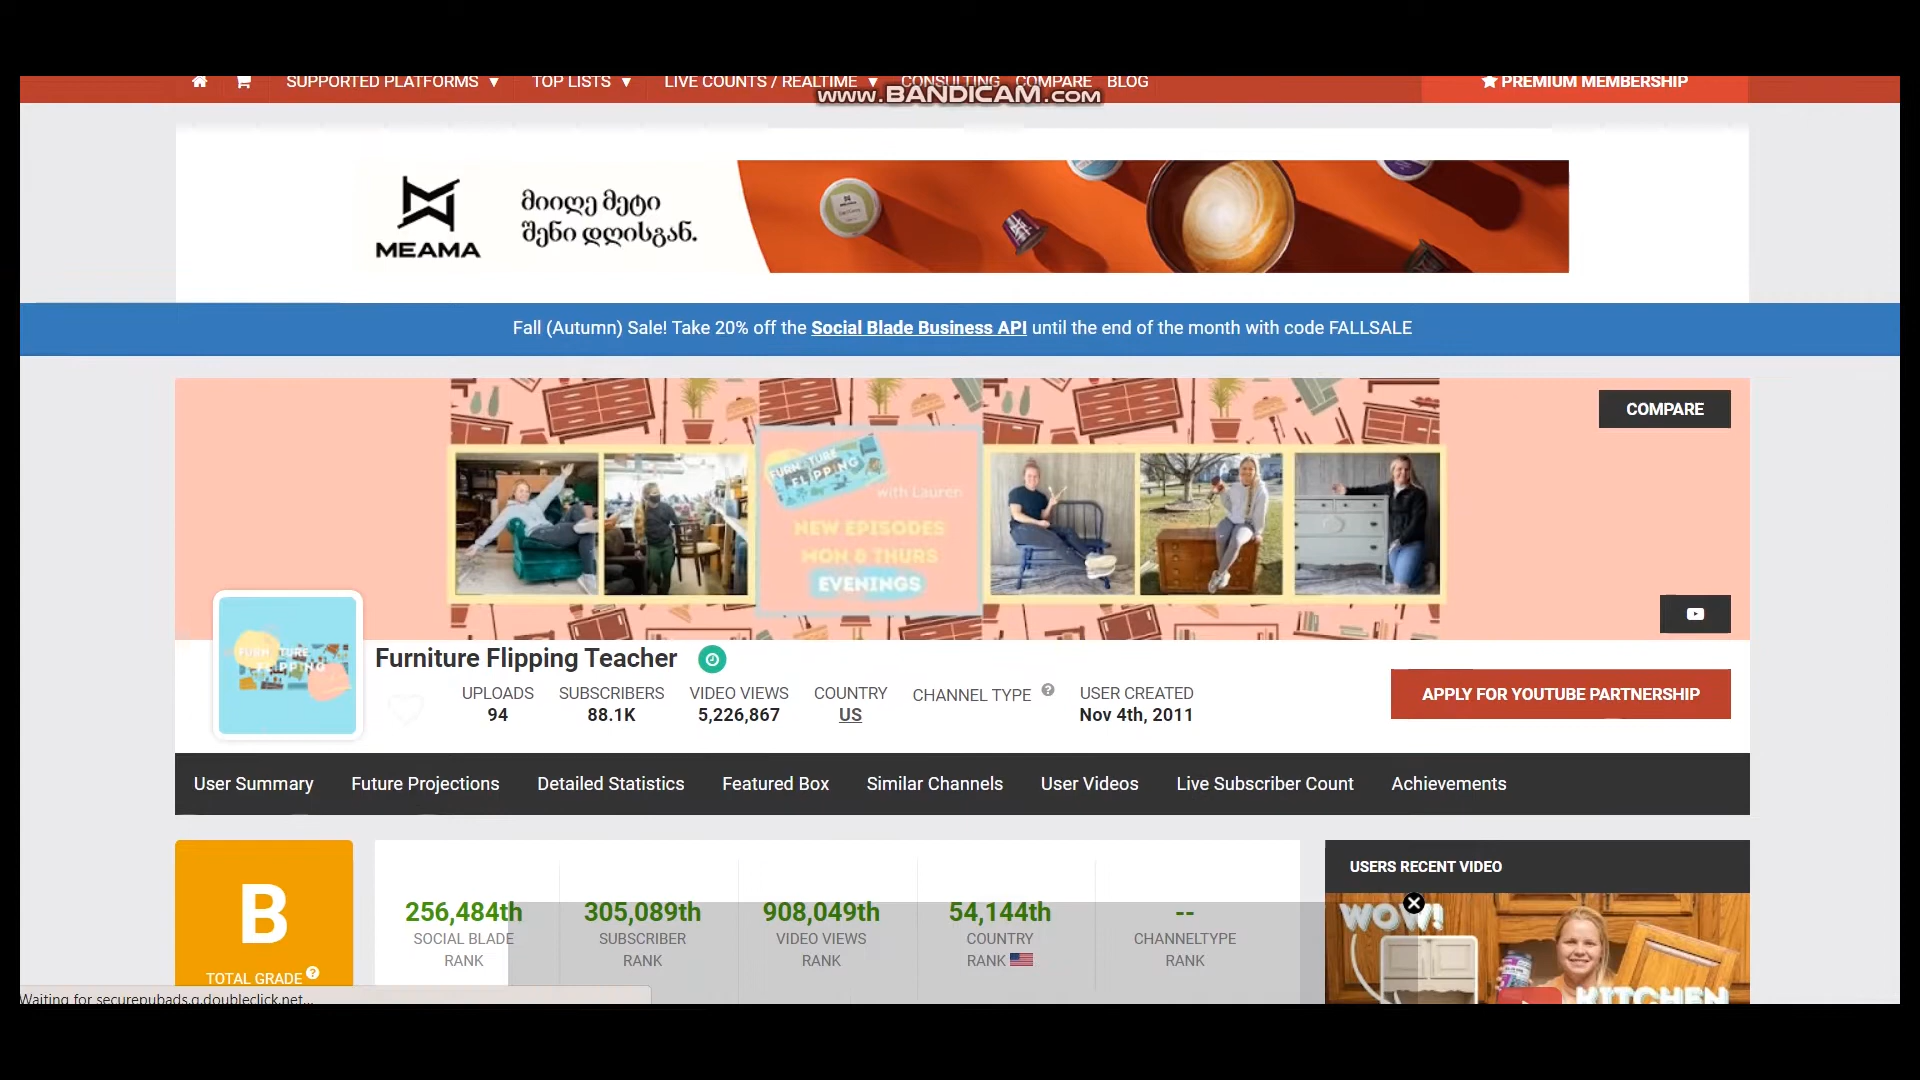 SUPPORTED PLATFORMS ▼ TOP LISTS ▼ LIVE COUNTS / REALTIME ▼ CONSULTING COMPARE BLOG
PREMIUM MEMBERSHIP
www.BANDICAM.com
MEAMA
მიიღე მეტი
შენი დღისგან.
Fall (Autumn) Sale! Take 20% off the Social Blade Business API until the end of the month with code FALLSALE
COMPARE
FURNITURE
FLIPPING
with Lauren
NEW EPISODES
MON & THURS
EVENINGS
FURNITURE
FLIPPING
Furniture Flipping Teacher
UPLOADS
94
SUBSCRIBERS
88.1K
VIDEO VIEWS
5,226,867
COUNTRY
US
CHANNEL TYPE ?
USER CREATED
Nov 4th, 2011
APPLY FOR YOUTUBE PARTNERSHIP
User Summary Future Projections Detailed Statistics Featured Box Similar Channels User Videos Live Subscriber Count Achievements
B
TOTAL GRADE ?
256,484th
SOCIAL BLADE
RANK
305,089th
SUBSCRIBER
RANK
908,049th
VIDEO VIEWS
RANK
54,144th
COUNTRY
RANK
--
CHANNELTYPE
RANK
USERS RECENT VIDEO
WOW!
KITCHEN
Waiting for securepubads.g.doubleclick.net...